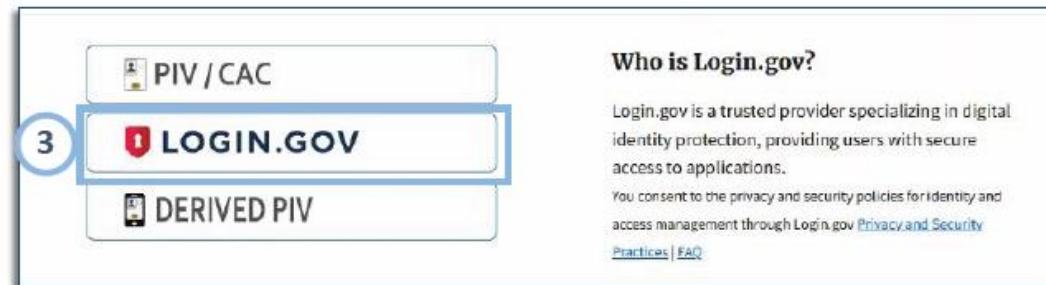 PIV / CAC
3
LOGIN.GOV
DERIVED PIV
Who is Login.gov?
Login.gov is a trusted provider specializing in digital
identity protection, providing users with secure
access to applications.
You consent to the privacy and security policies for identity and
access management through Login.gov Privacy and Security
Practices | FAQ